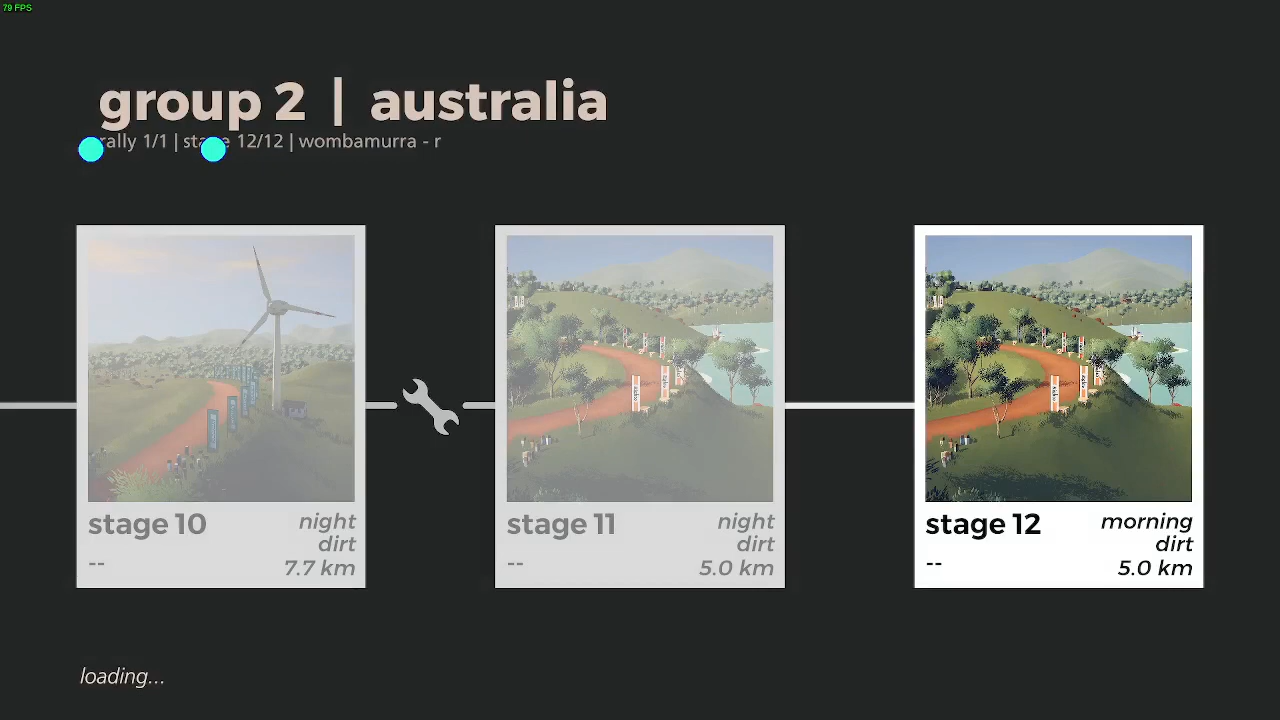 79 FPS
group 2 | australia
rally 1/1 | stage 12/12 | wombamurra - r
stage 10
night
dirt
--
7.7 km
stage 11
night
dirt
--
5.0 km
stage 12
morning
dirt
--
5.0 km
loading...